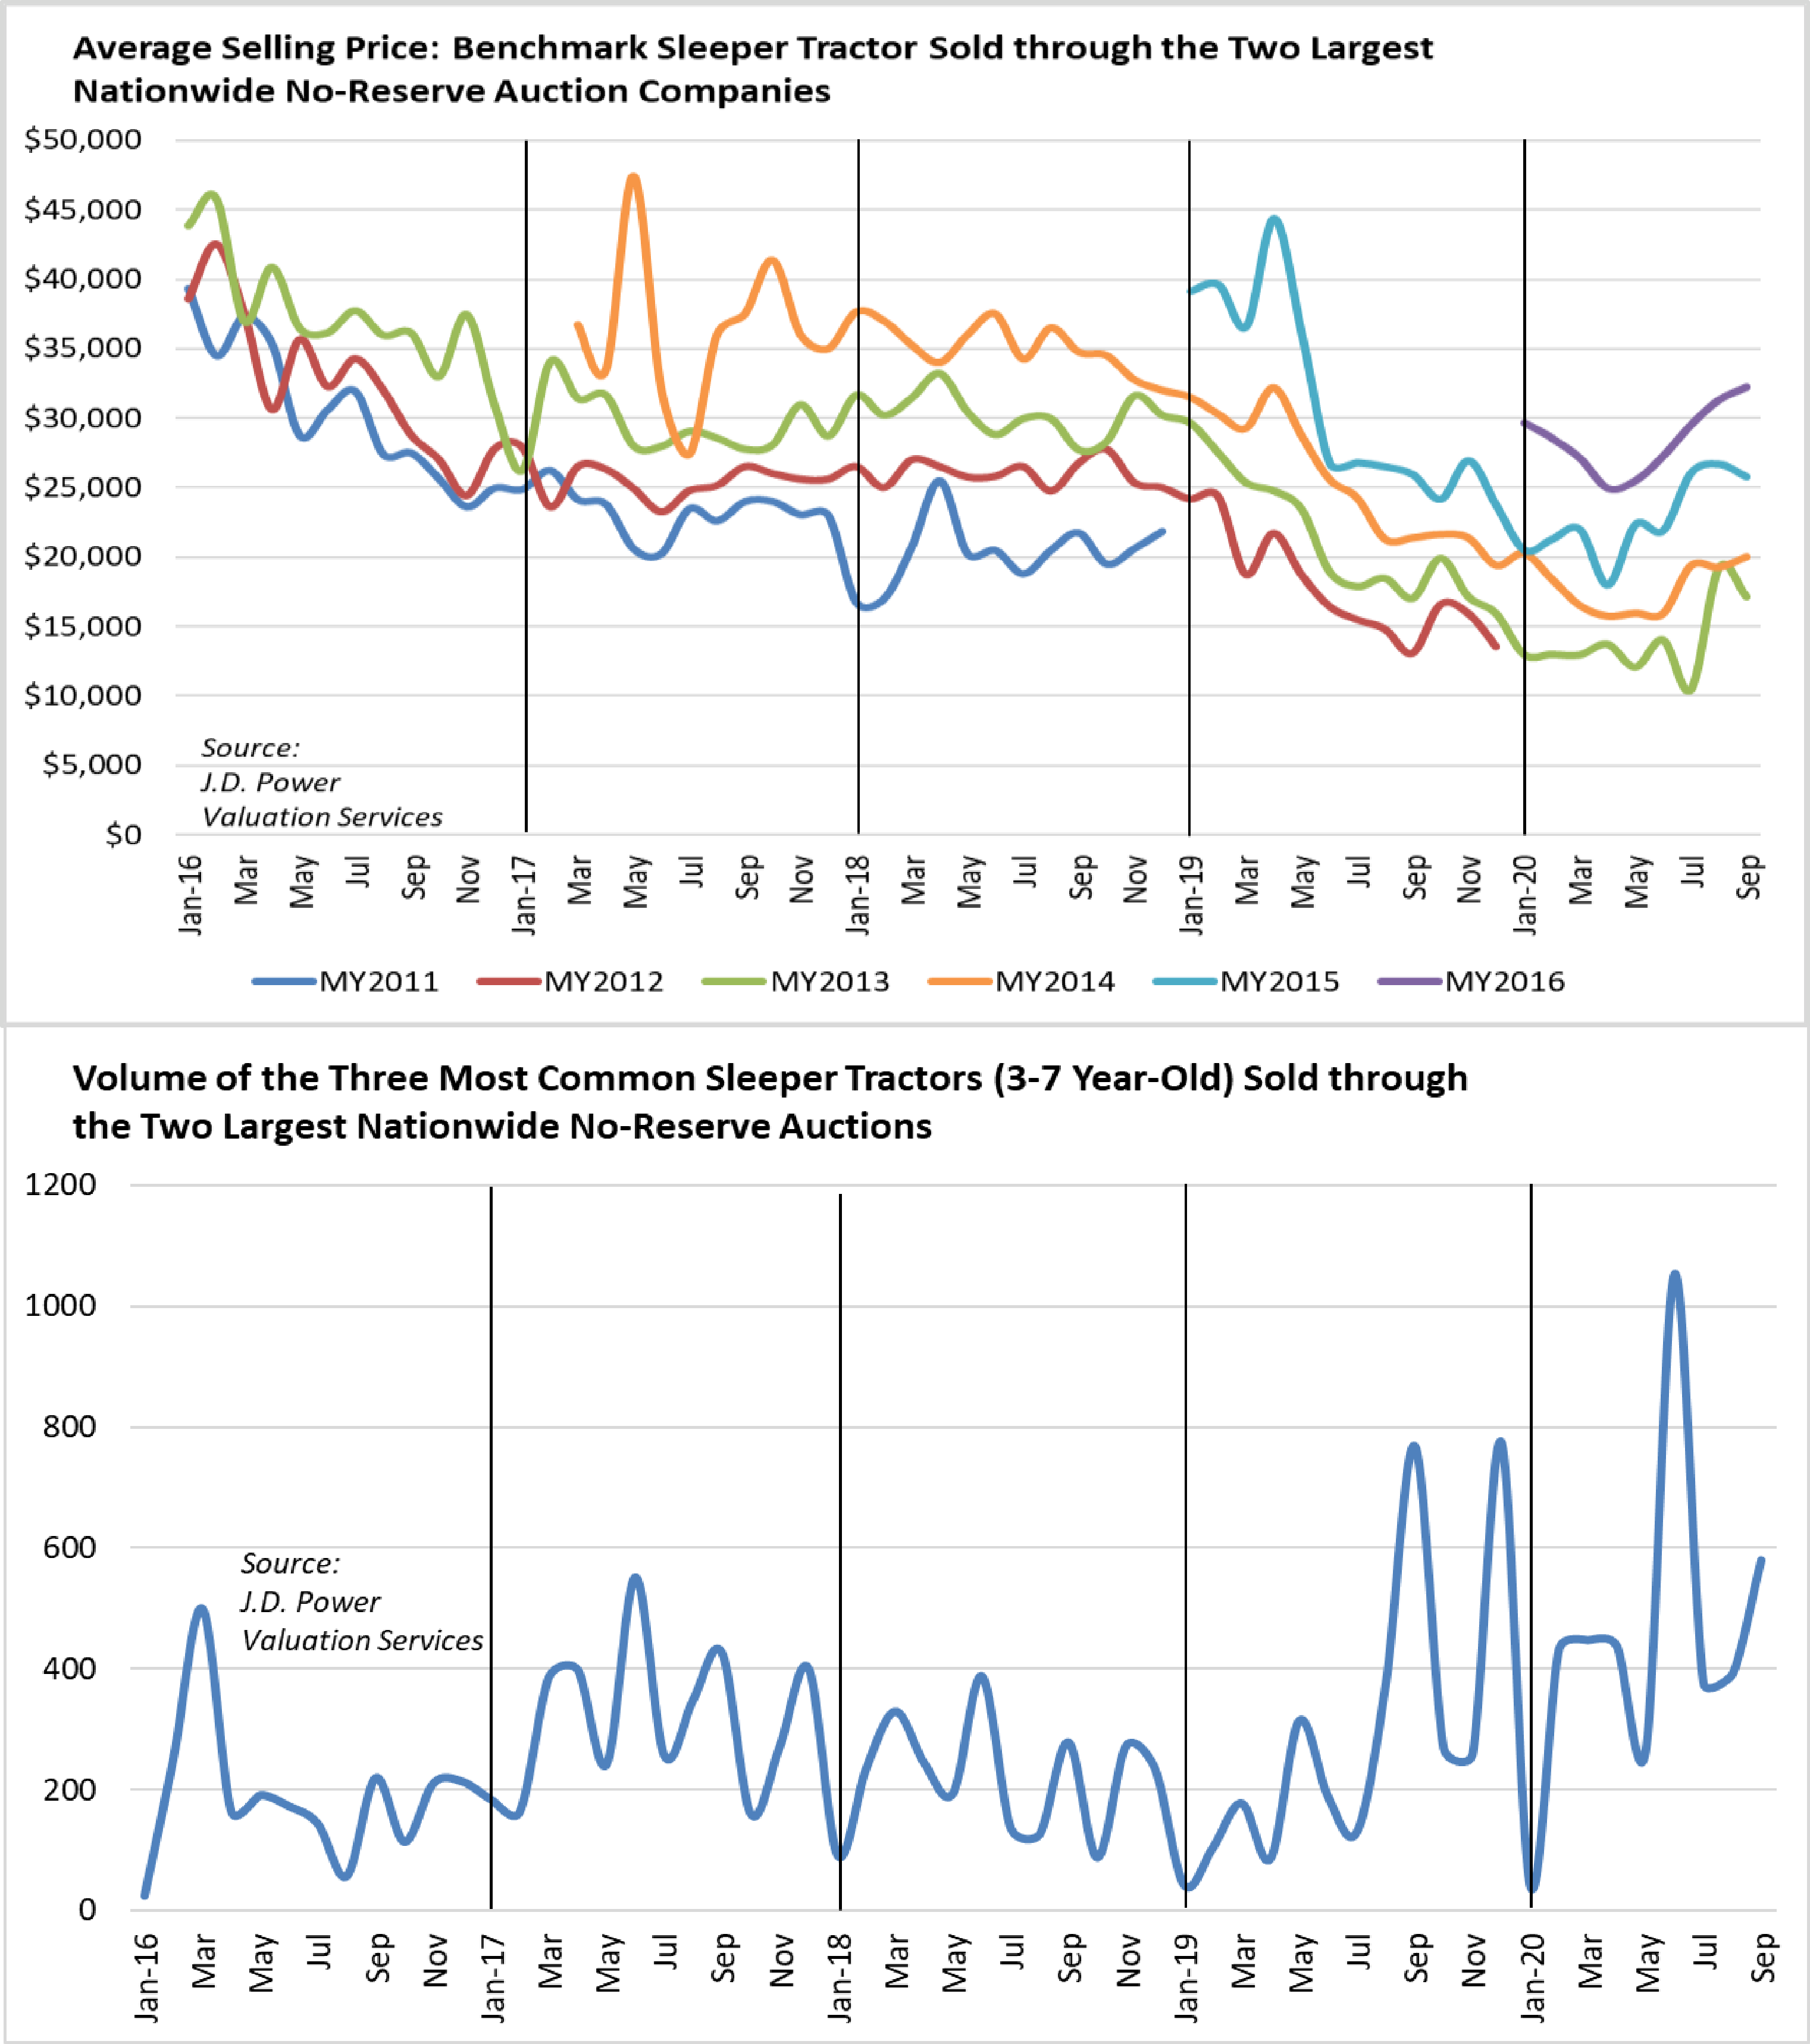 Average Selling Price: Benchmark Sleeper Tractor Sold through the Two Largest
Nationwide No-Reserve Auction Companies
$50,000
$45,000
$40,000
$35,000
$30,000
$25,000
$20,000
$15,000
$10,000
$5,000
$0
Source:
J.D. Power
Valuation Services
Jan-16
Mar
May
Jul
Sep
Nov
Jan-17
Mar
May
Jul
Sep
Nov
Jan-18
Mar
May
Jul
Sep
Nov
Jan-19
Mar
May
Jul
Sep
Nov
Jan-20
Mar
May
Jul
Sep
MY2011 MY2012 MY2013 MY2014 MY2015 MY2016
Volume of the Three Most Common Sleeper Tractors (3-7 Year-Old) Sold through
the Two Largest Nationwide No-Reserve Auctions
1200
1000
800
600
400
200
0
Source:
J.D. Power
Valuation Services
Jan-16
Mar
May
Jul
Sep
Nov
Jan-17
Mar
May
Jul
Sep
Nov
Jan-18
Mar
May
Jul
Sep
Nov
Jan-19
Mar
May
Jul
Sep
Nov
Jan-20
Mar
May
Jul
Sep